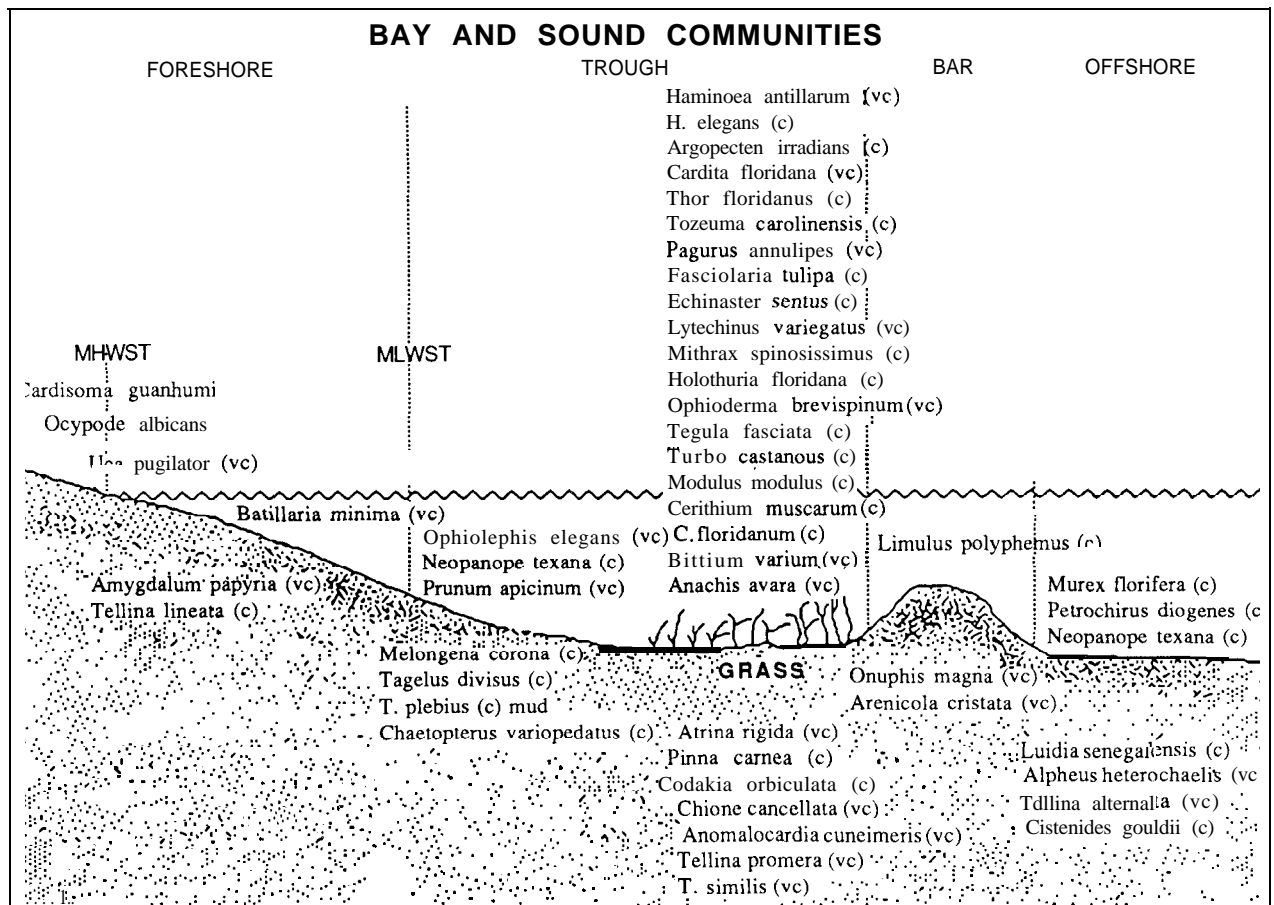 BAY AND SOUND COMMUNITIES
FORESHORE TROUGH BAR OFFSHORE
Haminoea antillarum (vc)
H. elegans (c)
Argopecten irradians (c)
Cardita floridana (vc)
Thor floridanus (c)
Tozeuma carolinensis (c)
Pagurus annulipes (vc)
Fasciolaria tulipa (c)
Echinaster sentus (c)
Lytechinus variegatus (vc)
Mithrax spinosissimus (c)
Holothuria floridana (c)
Ophioderma brevispinum (vc)
Tegula fasciata (c)
Turbo castanous (c)
Modulus modulus (c)
Cerithium muscarum (c)
C. floridanum (c)
Bittium varium (vc)
Anachis avara (vc)
MHWST
MLWST
guanhumi
Ocypode albicans
pugilator (vc)
Batillaria minima (vc)
Amygdalum papyria (vc)
Tellina lineata (c)
Ophiolephis elegans (vc)
Neopanope texana (c)
Prunum apicinum (vc)
Melongena corona (c)
Tagelus divisus (c)
T. plebius (c) mud
Chaetopterus variopedatus (c)
GRASS
Atrina rigida (vc)
Pinna carnea (c)
Codakia orbiculata (c)
Chione cancellata (vc)
Anomalocardia cuneimeris (vc)
Tellina promera (vc)
T. similis (vc)
Limulus polyphemus (c)
Onuphis magna (vc)
Arenicola cristata (vc)
Murex florifera (c)
Petrochirus diogenes (c
Neopanope texana (c)
Luidia senegalensis (c)
Alpheus heterochaelis (vc
Tdllina alternata (vc)
Cistenides gouldii (c)